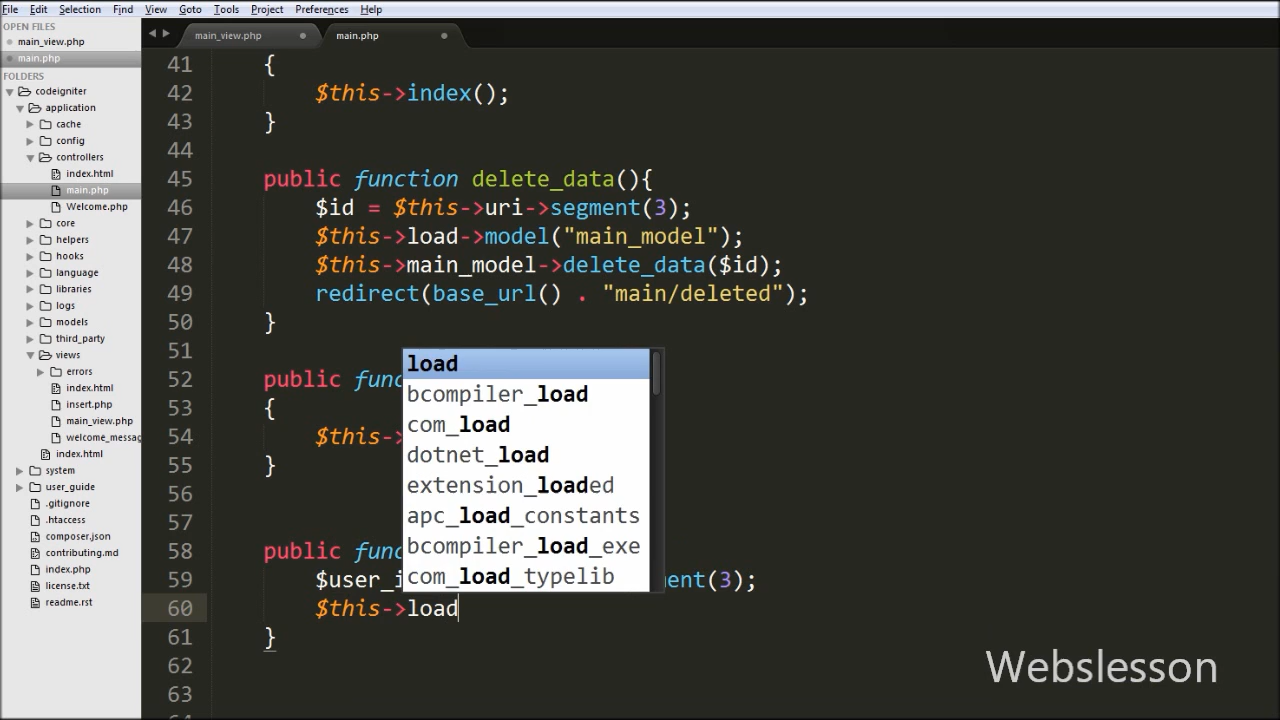 File Edit Selection Find View Goto Tools Project Preferences Help
OPEN FILES
main_view.php
main.php
FOLDERS
codeigniter
application
cache
config
controllers
index.html
main.php
Welcome.php
core
helpers
hooks
language
libraries
logs
models
third_party
views
errors
index.html
insert.php
main_view.php
welcome_messag
index.html
system
user_guide
.gitignore
.htaccess
composer.json
contributing.md
index.php
license.txt
readme.rst
main_view.php main.php
41 {
42 $this->index();
43 }
44
45 public function delete_data(){
46 $id = $this->uri->segment(3);
47 $this->load->model("main_model");
48 $this->main_model->delete_data($id);
49 redirect(base_url() . "main/deleted");
50 }
51
52 public func
53 {
54 $this->
55 }
56
57
58 public func
59 $user_i ment(3);
60 $this->load
61 }
62
63
load
bcompiler_load
com_load
dotnet_load
extension_loaded
apc_load_constants
bcompiler_load_exe
com_load_typelib
Webslesson